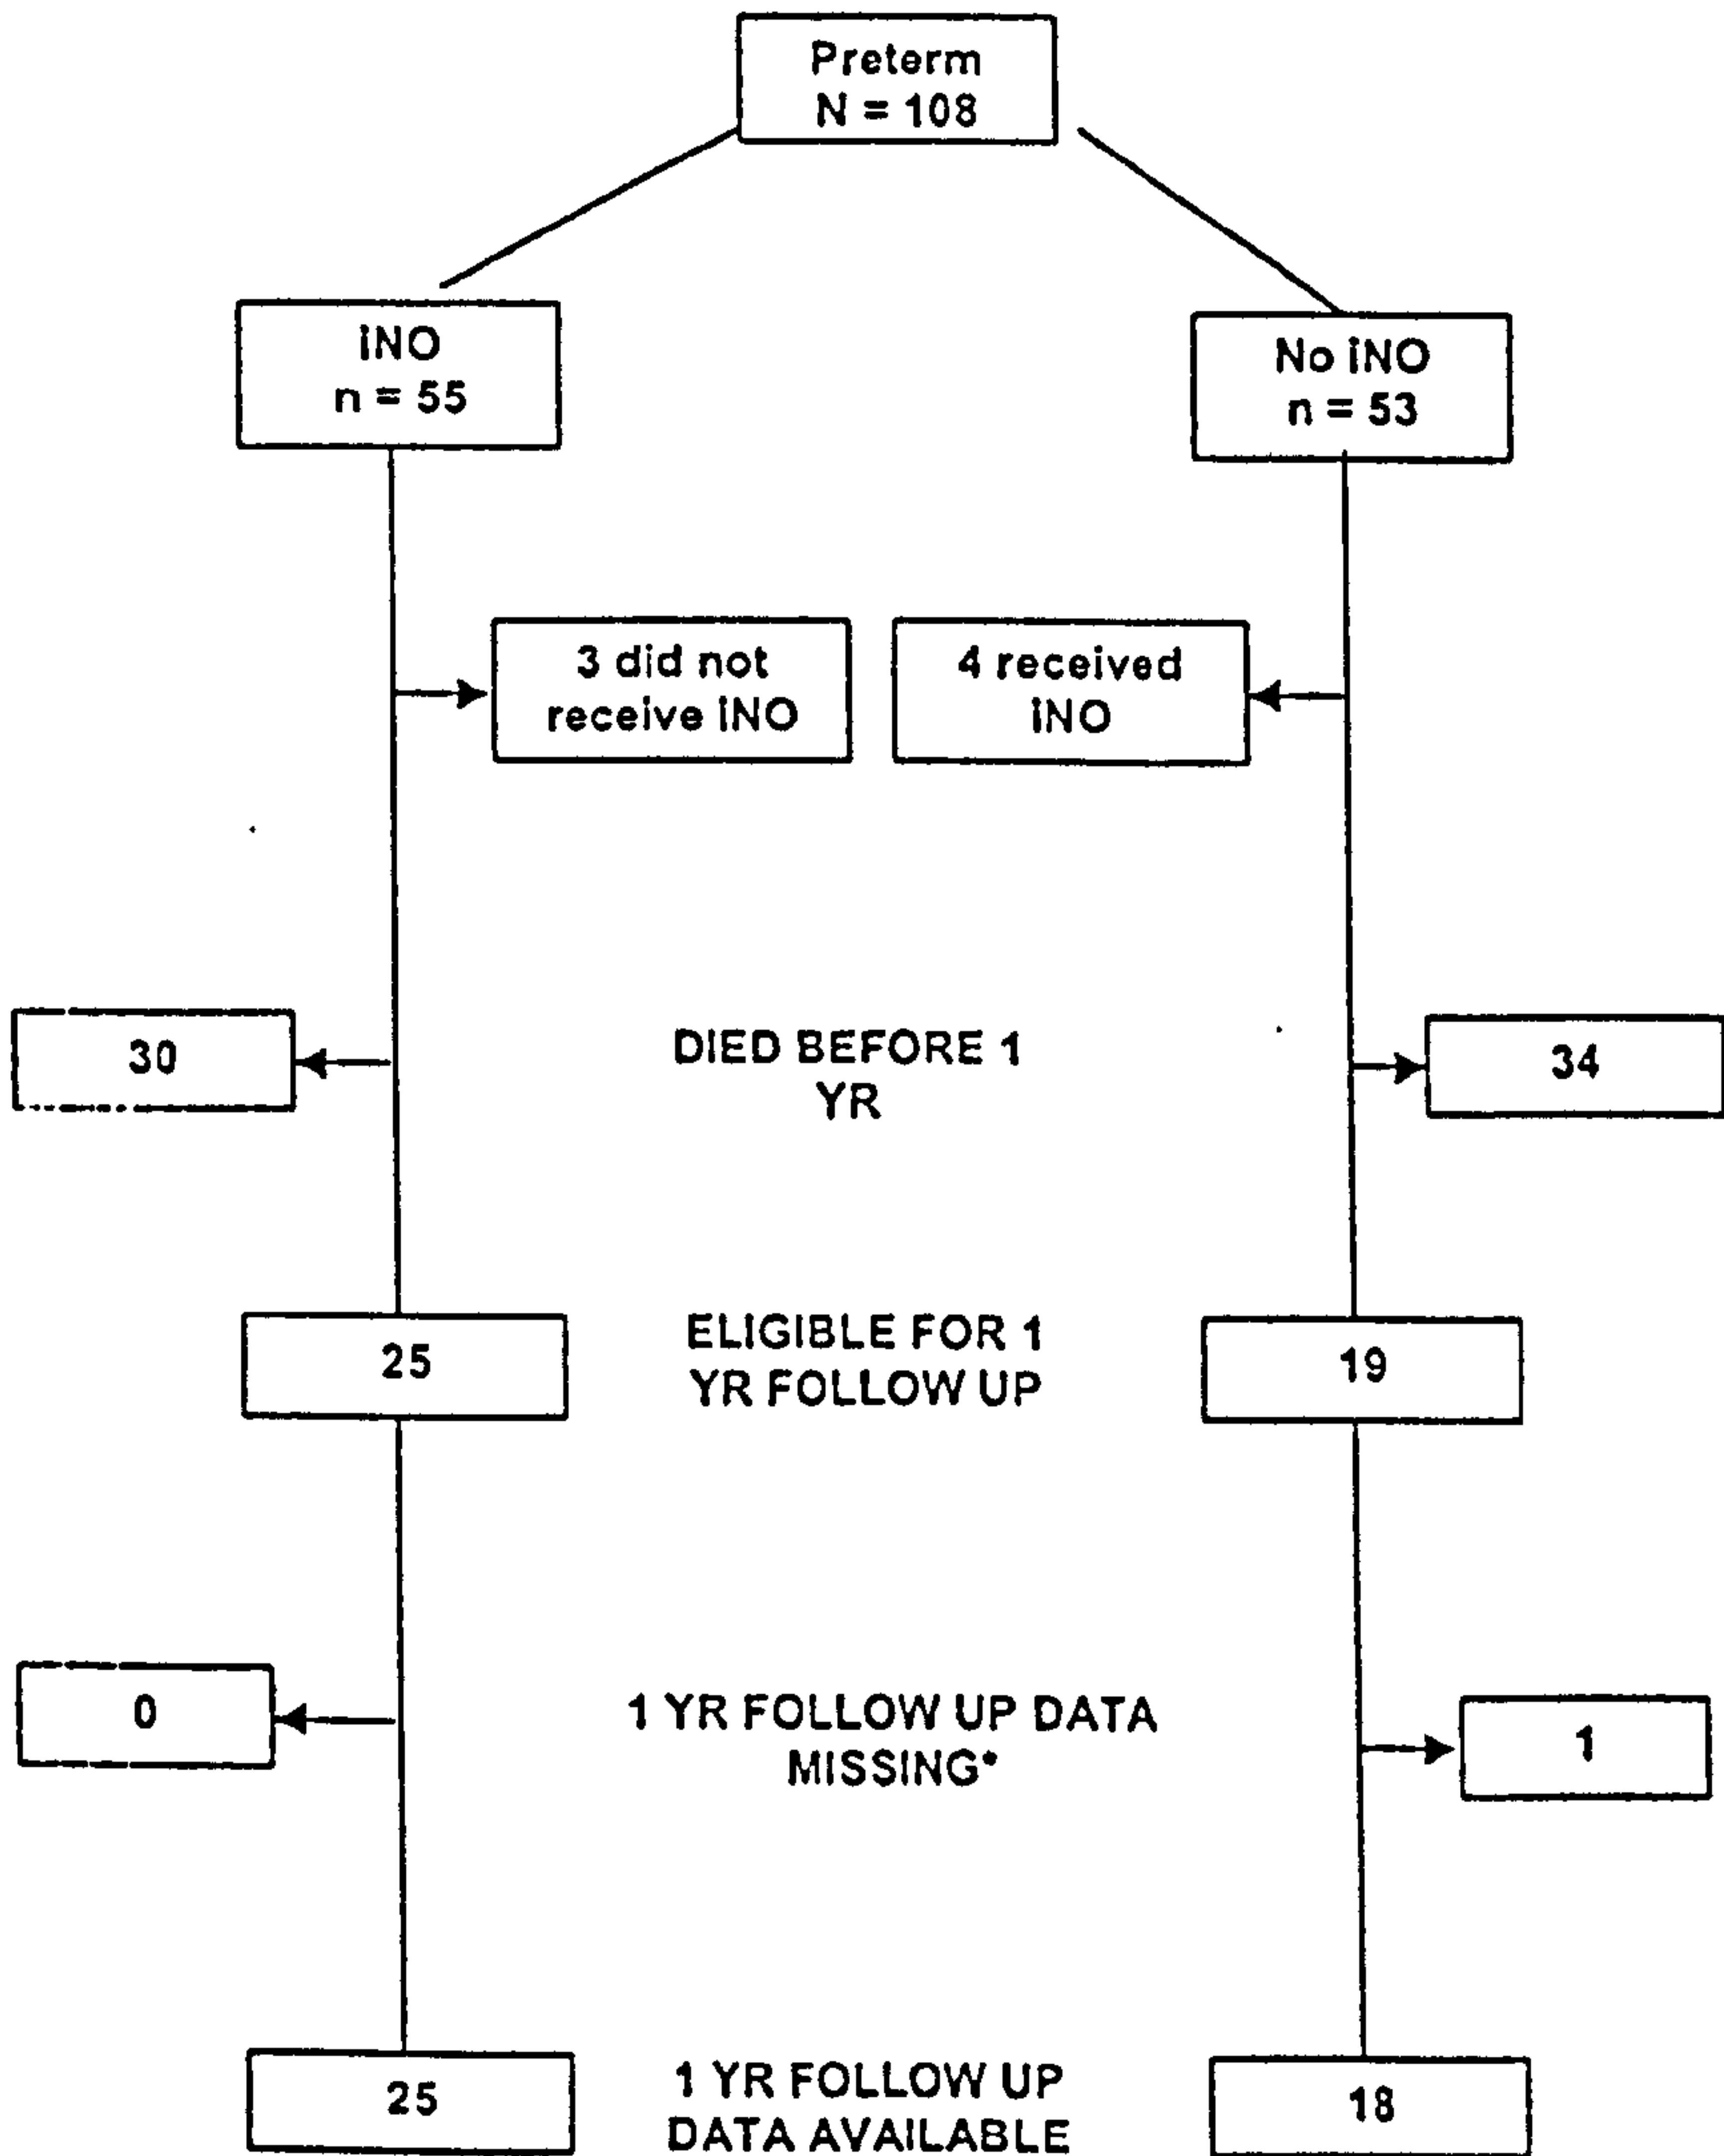 Preterm
N = 108
iNO
n = 55
No iNO
n = 53
3 did not
receive iNO
4 received
iNO
30
DIED BEFORE 1
YR
34
25
ELIGIBLE FOR 1
YR FOLLOW UP
19
0
1 YR FOLLOW UP DATA
MISSING*
1
25
1 YR FOLLOW UP
DATA AVAILABLE
18